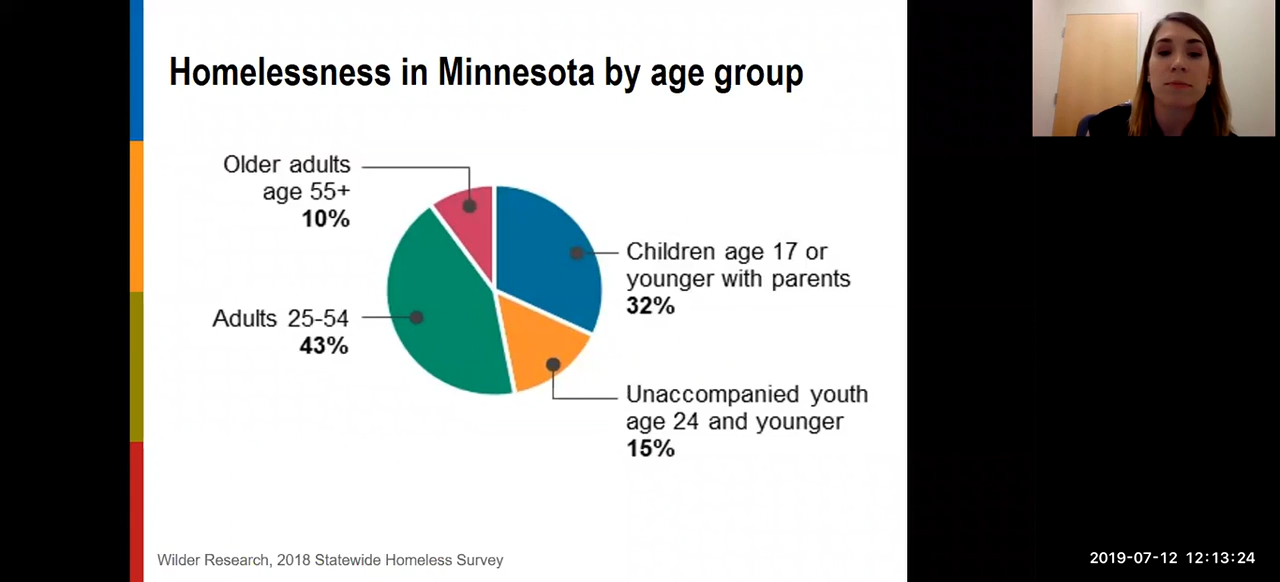 Homelessness in Minnesota by age group
Older adults
age 55+
10%
Children age 17 or
younger with parents
32%
Adults 25-54
43%
Unaccompanied youth
age 24 and younger
15%
Wilder Research, 2018 Statewide Homeless Survey
2019-07-12 12:13:24